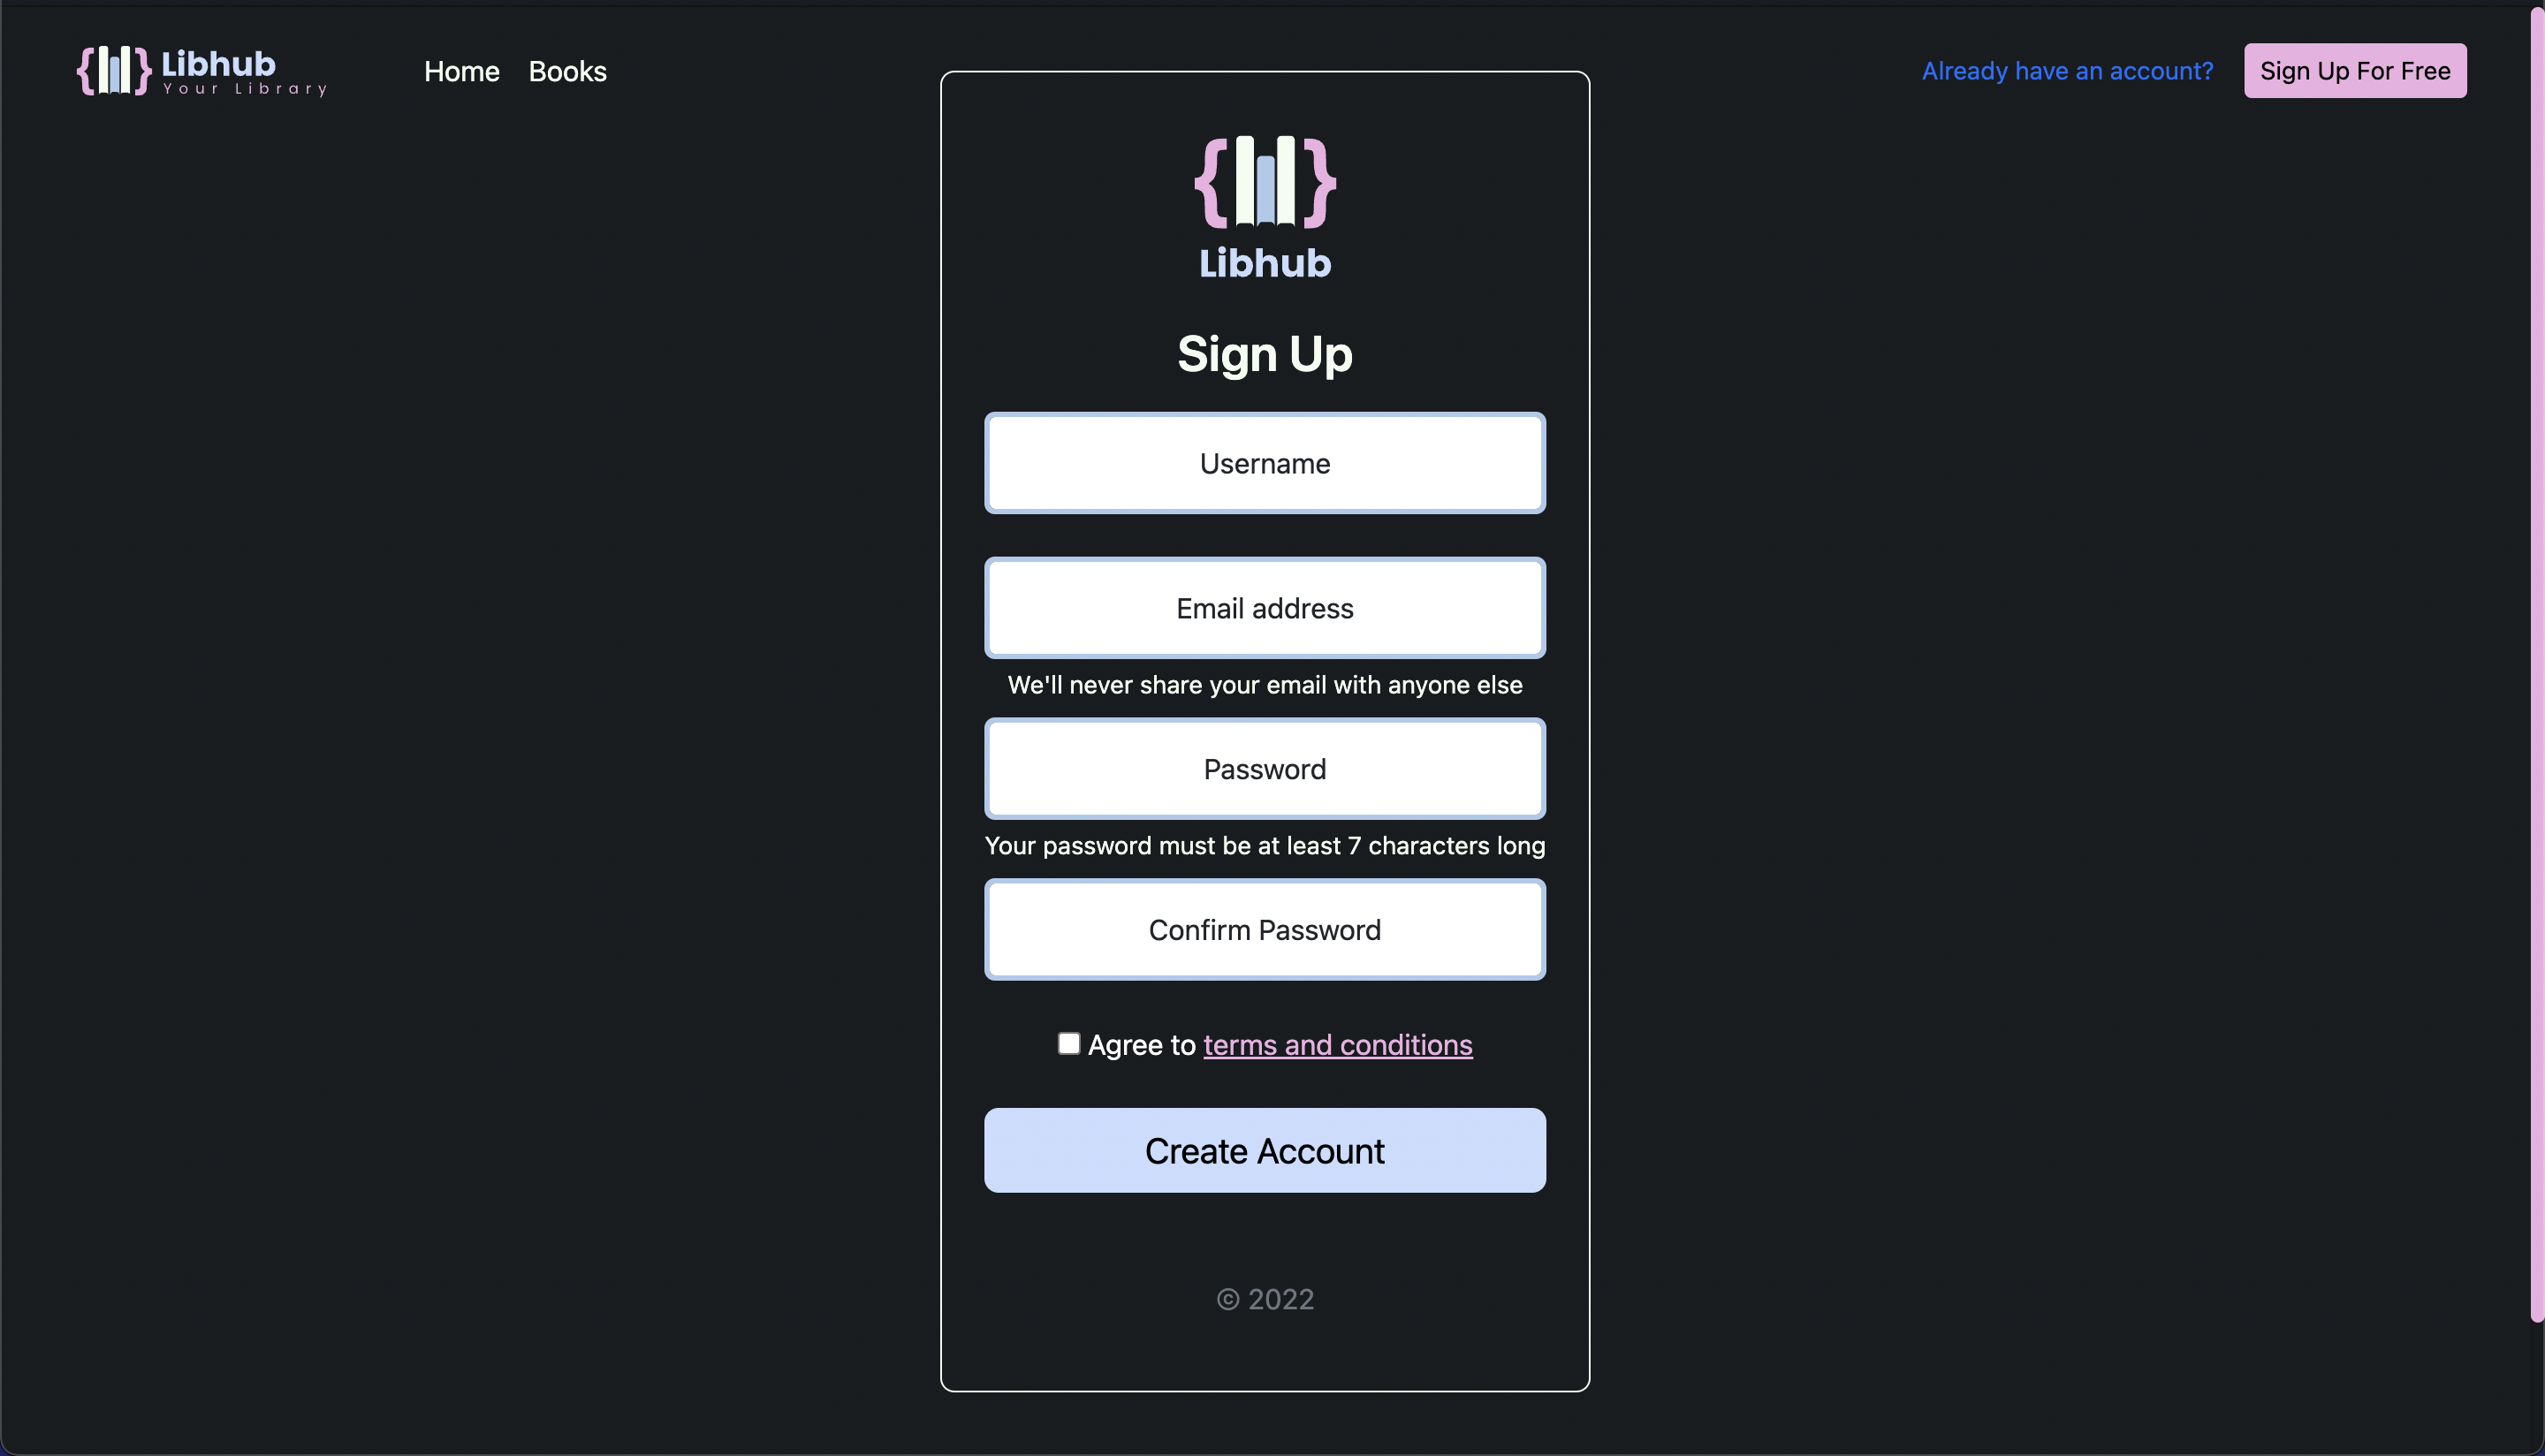 Libhub
Your Library
Home Books
Already have an account? Sign Up For Free
Libhub
Sign Up
Username
Email address
We'll never share your email with anyone else
Password
Your password must be at least 7 characters long
Confirm Password
Agree to terms and conditions
Create Account
© 2022